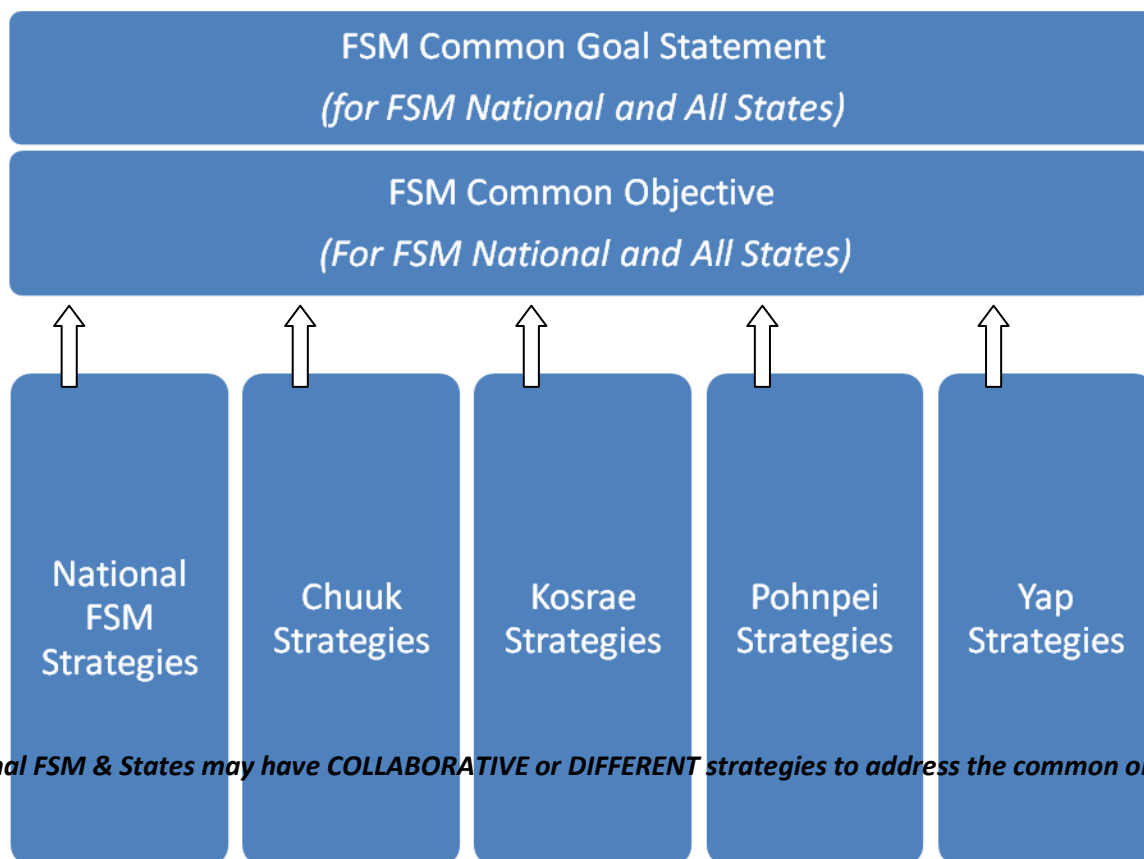 FSM Common Goal Statement
(for FSM National and All States)
FSM Common Objective
(For FSM National and All States)
National
FSM
Strategies
Chuuk
Strategies
Kosrae
Strategies
Pohnpei
Strategies
Yap
Strategies
FSM & States may have COLLABORATIVE or DIFFERENT strategies to address the common